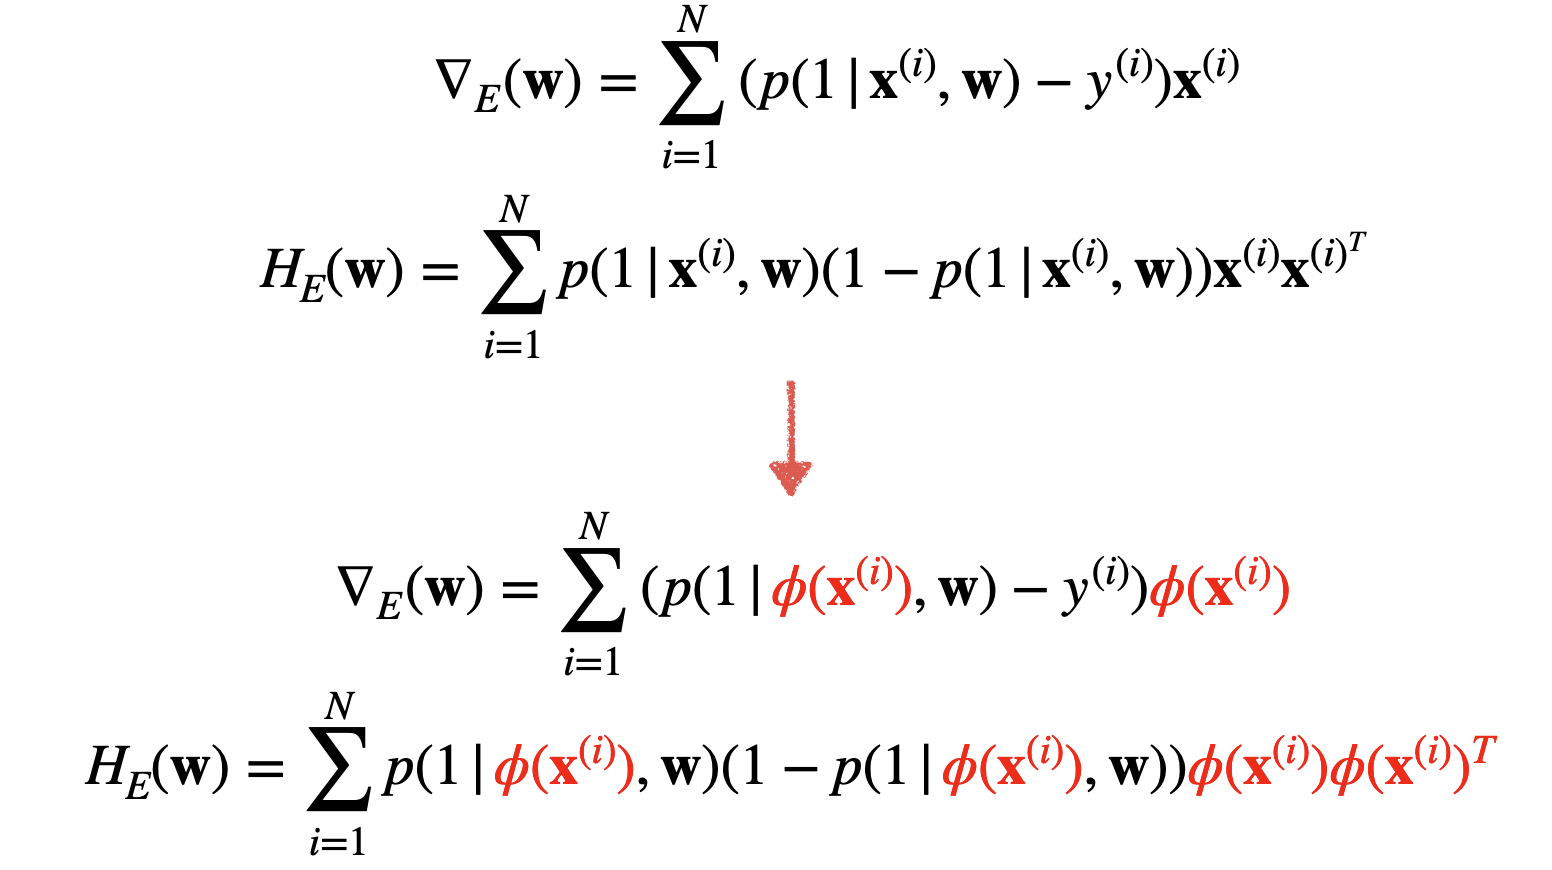 ∇_E(𝐰) = ∑_{i=1}^{N} (p(1 | 𝐱^{(i)}, 𝐰) − y^{(i)})𝐱^{(i)}
H_E(𝐰) = ∑_{i=1}^{N} p(1 | 𝐱^{(i)}, 𝐰)(1 − p(1 | 𝐱^{(i)}, 𝐰))𝐱^{(i)}𝐱^{(i)^T}
∇_E(𝐰) = ∑_{i=1}^{N} (p(1 | ϕ(𝐱^{(i)}), 𝐰) − y^{(i)})ϕ(𝐱^{(i)})
H_E(𝐰) = ∑_{i=1}^{N} p(1 | ϕ(𝐱^{(i)}), 𝐰)(1 − p(1 | ϕ(𝐱^{(i)}), 𝐰))ϕ(𝐱^{(i)})ϕ(𝐱^{(i)})^T